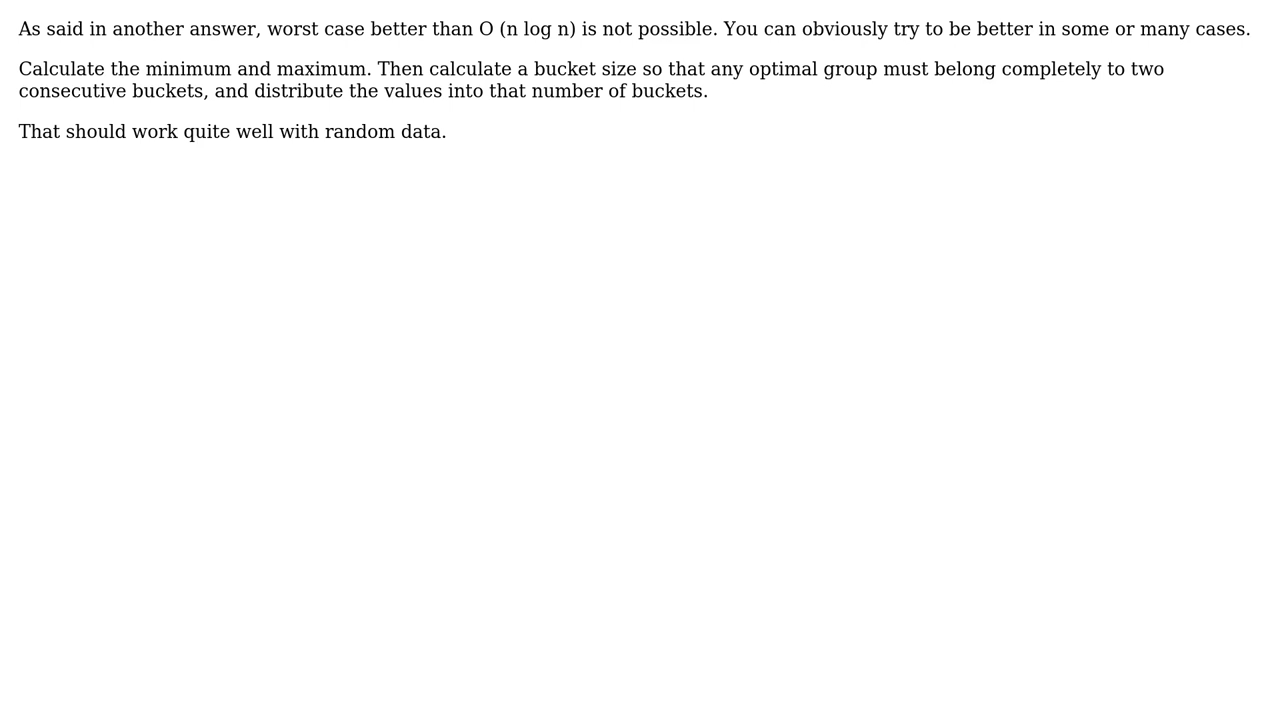 As said in another answer, worst case better than O (n log n) is not possible. You can obviously try to be better in some or many cases.
Calculate the minimum and maximum. Then calculate a bucket size so that any optimal group must belong completely to two
consecutive buckets, and distribute the values into that number of buckets.
That should work quite well with random data.